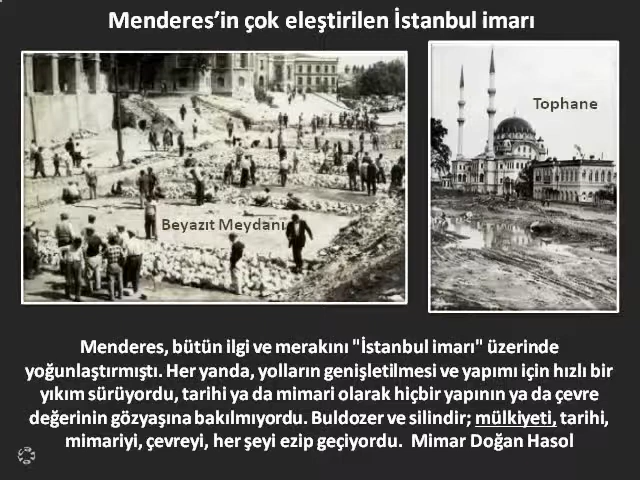 Menderes'in çok eleştirilen İstanbul imarı
Beyazıt Meydanı
Tophane
Menderes, bütün ilgi ve merakını "İstanbul imarı" üzerinde
yoğunlaştırmıştı. Her yanda, yolların genişletilmesi ve yapımı için hızlı bir
yıkım sürüyordu, tarihi ya da mimari olarak hiçbir yapının ya da çevre
değerinin gözyaşına bakılmıyordu. Buldozer ve silindir; mülkiyeti, tarihi,
mimariyi, çevreyi, her şeyi ezip geçiyordu. Mimar Doğan Hasol